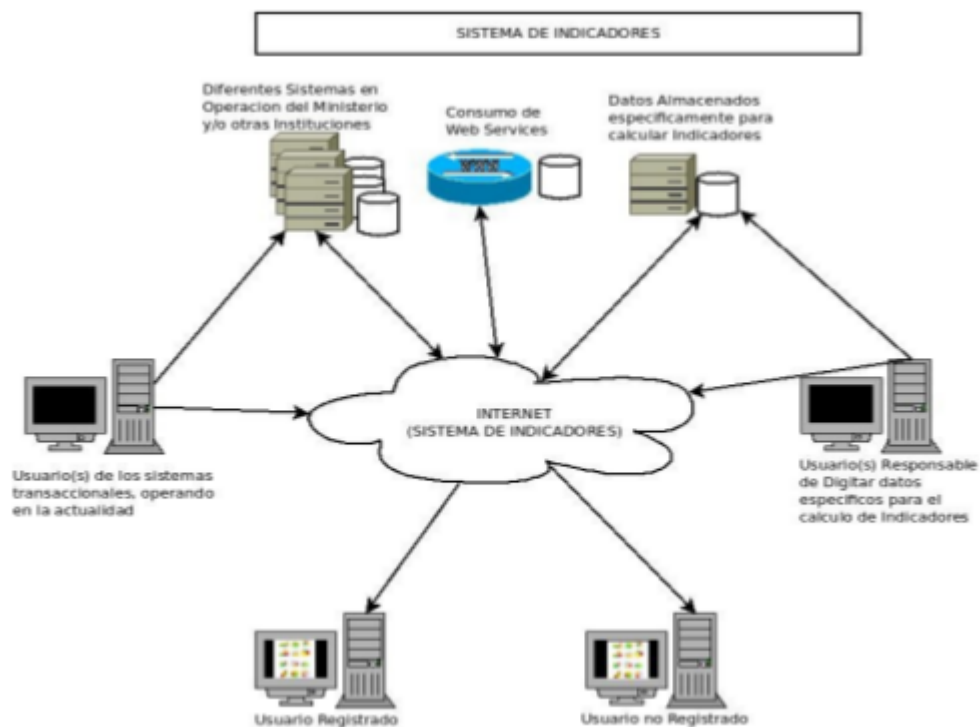 SISTEMA DE INDICADORES
Diferentes Sistemas en
Operacion del Ministerio
y/o otras Instituciones
Consumo de
Web Services
Datos Almacenados
especificamente para
calcular Indicadores
INTERNET
(SISTEMA DE INDICADORES)
Usuario(s) de los sistemas
transaccionales, operando
en la actualidad
Usuario(s) Responsable
de Digitar datos
especificos para el
calculo de Indicadores
Usuario Registrado
Usuario no Registrado